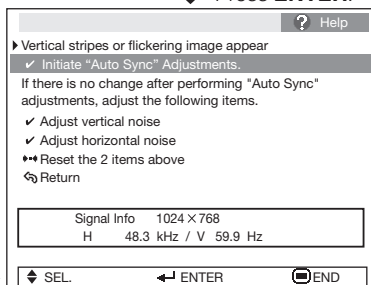 Press ENTER.
? Help
Vertical stripes or flickering image appear
✔ Initiate “Auto Sync” Adjustments.
If there is no change after performing "Auto Sync"
adjustments, adjust the following items.
✔ Adjust vertical noise
✔ Adjust horizontal noise
Reset the 2 items above
Return
Signal Info 1024×768
H 48.3 kHz / V 59.9 Hz
SEL. ENTER END